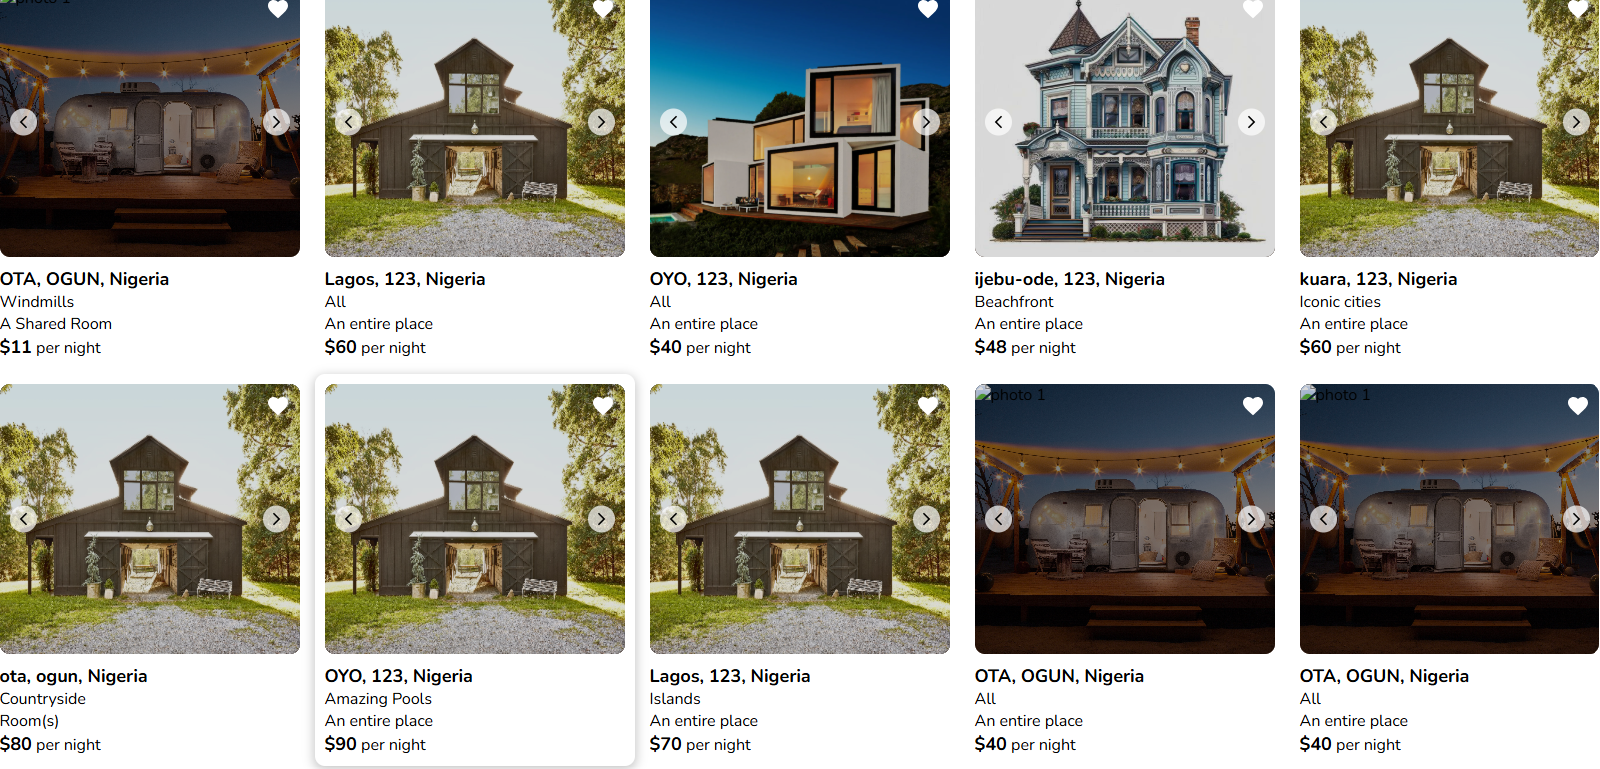 photo 1
OTA, OGUN, Nigeria
Windmills
A Shared Room
$11 per night
Lagos, 123, Nigeria
All
An entire place
$60 per night
OYO, 123, Nigeria
All
An entire place
$40 per night
ijebu-ode, 123, Nigeria
Beachfront
An entire place
$48 per night
kuara, 123, Nigeria
Iconic cities
An entire place
$60 per night
ota, ogun, Nigeria
Countryside
Room(s)
$80 per night
OYO, 123, Nigeria
Amazing Pools
An entire place
$90 per night
Lagos, 123, Nigeria
Islands
An entire place
$70 per night
photo 1
OTA, OGUN, Nigeria
All
An entire place
$40 per night
photo 1
OTA, OGUN, Nigeria
All
An entire place
$40 per night